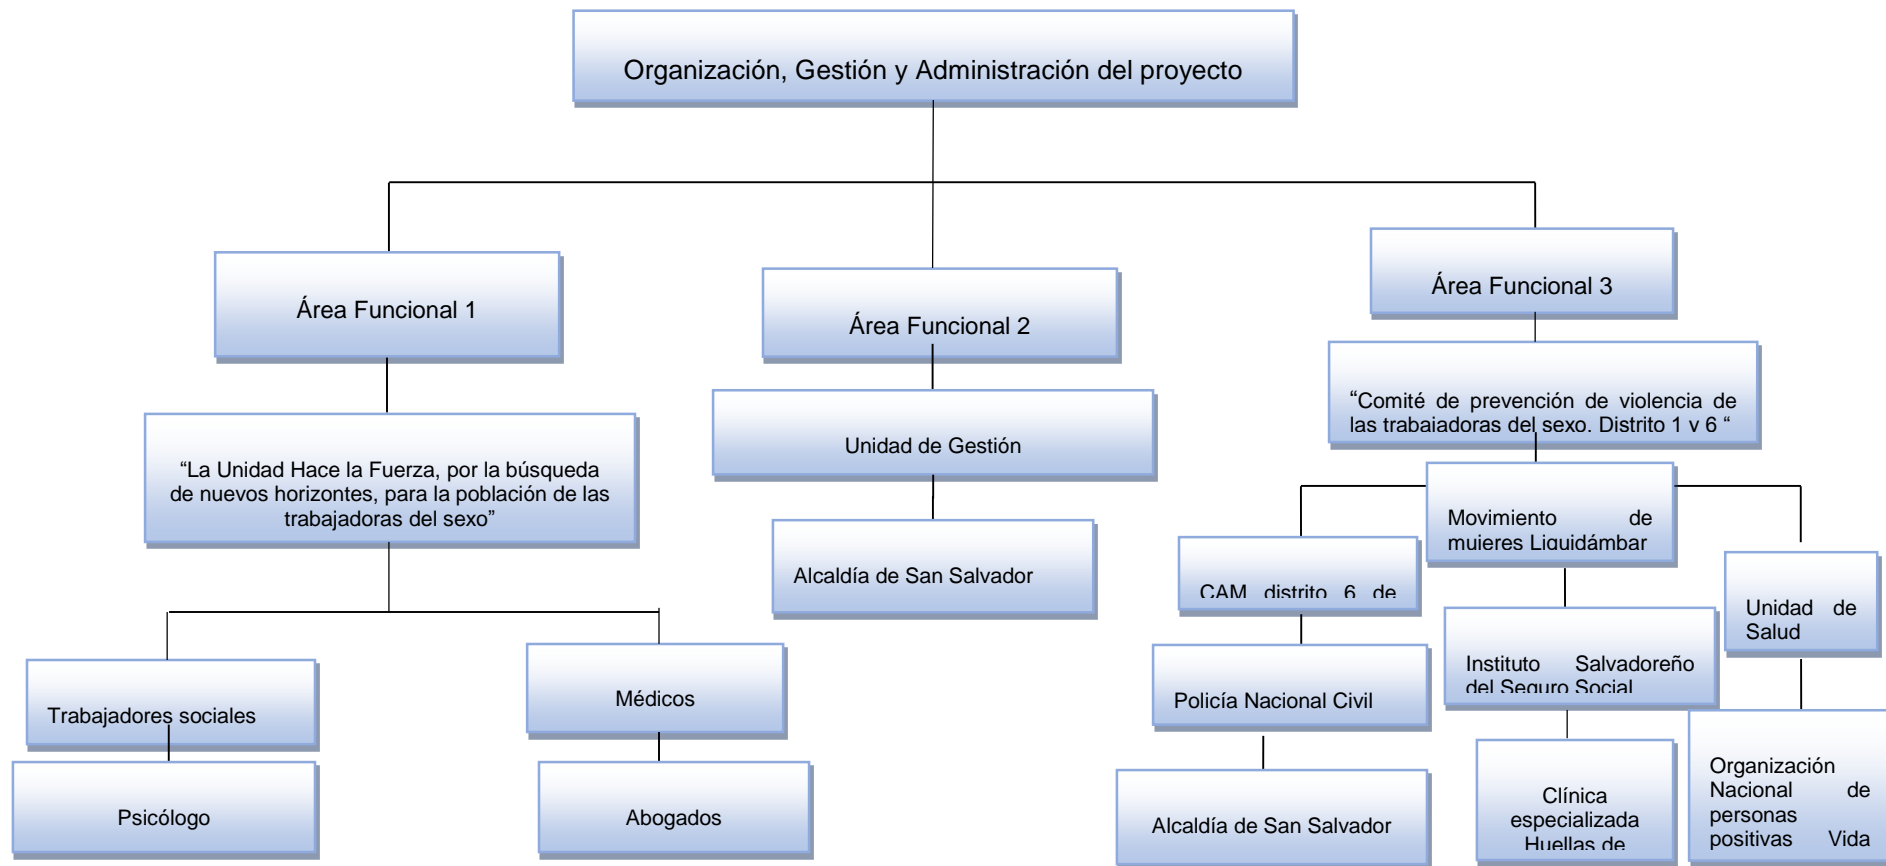 Organización, Gestión y Administración del proyecto
Área Funcional 1
Área Funcional 2
Área Funcional 3
“La Unidad Hace la Fuerza, por la búsqueda
de nuevos horizontes, para la población de las
trabajadoras del sexo”
Unidad de Gestión
Alcaldía de San Salvador
“Comité de prevención de violencia de
las trabajadoras del sexo. Distrito 1 y 6 “
Movimiento de
mujeres Liquidámbar
CAM distrito 6 de
Unidad de
Salud
Trabajadores sociales
Médicos
Policía Nacional Civil
Instituto Salvadoreño
del Seguro Social
Psicólogo
Abogados
Alcaldía de San Salvador
Clínica
especializada
Huellas de
Organización
Nacional de
personas
positivas Vida